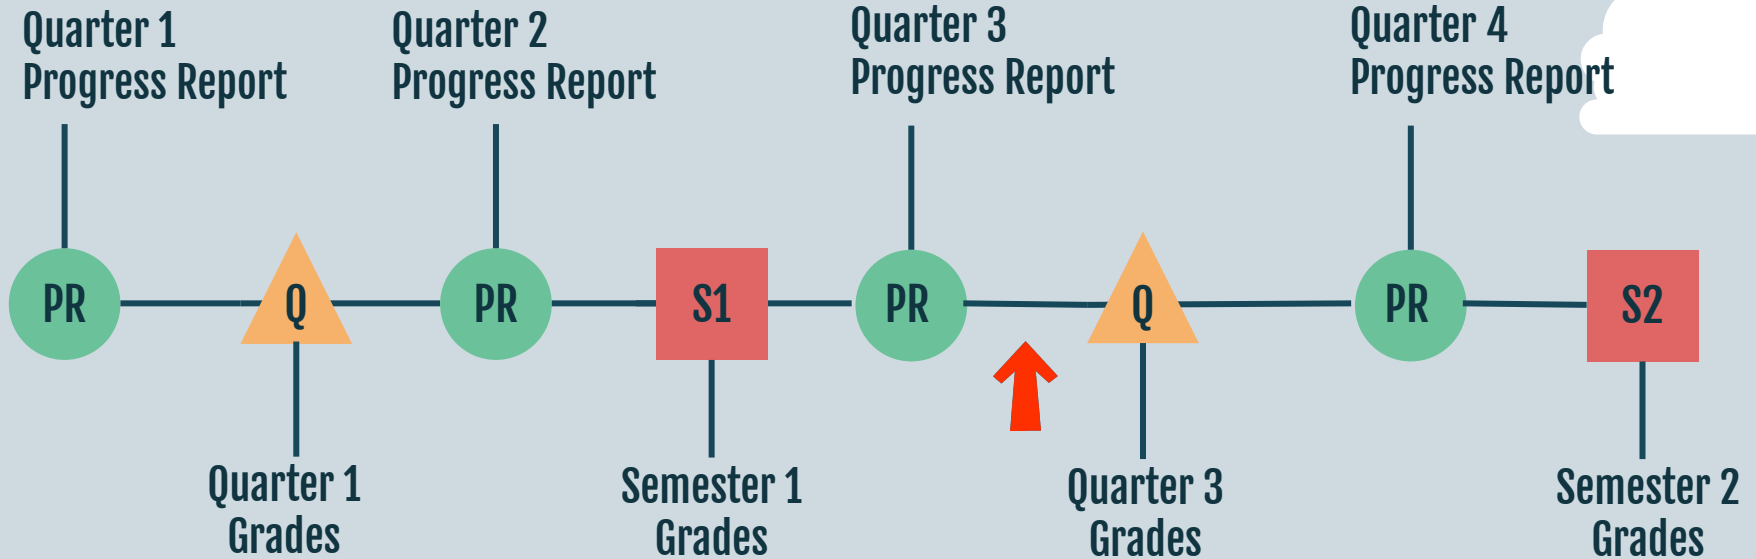 Quarter 1
Progress Report
Quarter 2
Progress Report
Quarter 3
Progress Report
Quarter 4
Progress Report
PR
Q
PR
S1
PR
Q
PR
S2
Quarter 1
Grades
Semester 1
Grades
Quarter 3
Grades
Semester 2
Grades